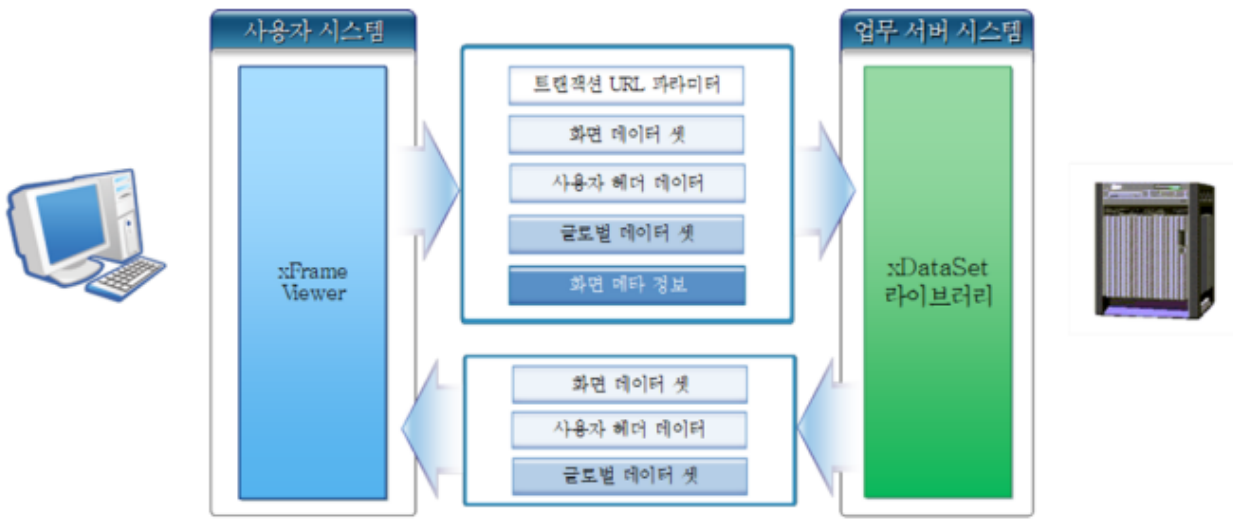 사용자 시스템
업무 서버 시스템
트랜잭션 URL 파라미터
화면 데이터 셋
사용자 헤더 데이터
글로벌 데이터 셋
화면 메타 정보
xFrame
Viewer
xDataSet
라이브러리
화면 데이터 셋
사용자 헤더 데이터
글로벌 데이터 셋